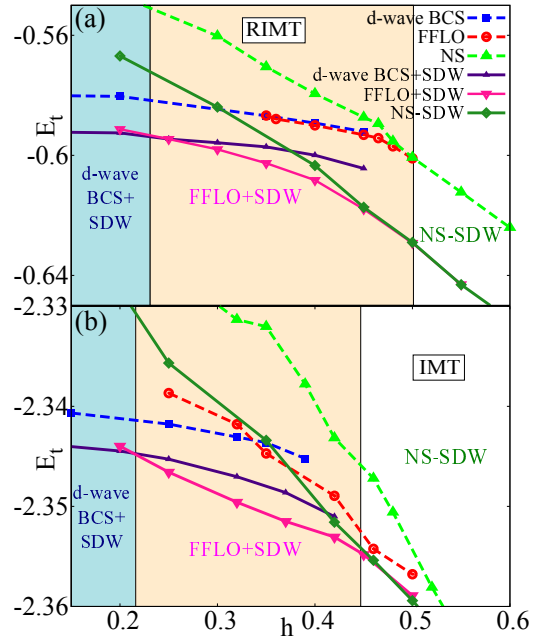 (a)
RIMT
d-wave BCS
FFLO
NS
d-wave BCS+SDW
FFLO+SDW
NS-SDW
-0.56
-0.6
-0.64
E_t
d-wave
BCS+
SDW
FFLO+SDW
NS-SDW
-2.33
(b)
IMT
-2.34
-2.35
-2.36
E_t
NS-SDW
d-wave
BCS+
SDW
FFLO+SDW
0.2
0.3
0.4
0.5
0.6
h